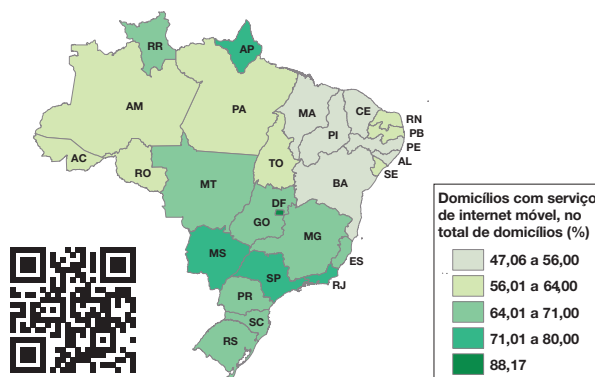 RR
AP
AM
PA
MA
CE
RN
PI
PB
PE
AL
SE
AC
RO
TO
BA
MT
DF
GO
MG
ES
MS
SP
RJ
PR
SC
RS
Domicílios com serviço
de internet móvel, no
total de domicílios (%)
47,06 a 56,00
56,01 a 64,00
64,01 a 71,00
71,01 a 80,00
88,17